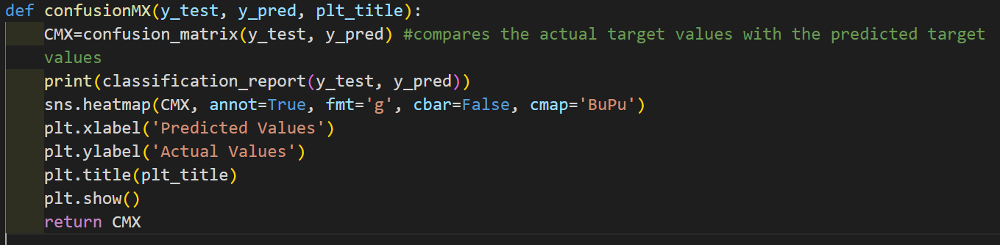 def confusionMX(y_test, y_pred, plt_title):
CMX=confusion_matrix(y_test, y_pred) #compares the actual target values with the predicted target
values
print(classification_report(y_test, y_pred))
sns.heatmap(CMX, annot=True, fmt='g', cbar=False, cmap='BuPu')
plt.xlabel('Predicted Values')
plt.ylabel('Actual Values')
plt.title(plt_title)
plt.show()
return CMX